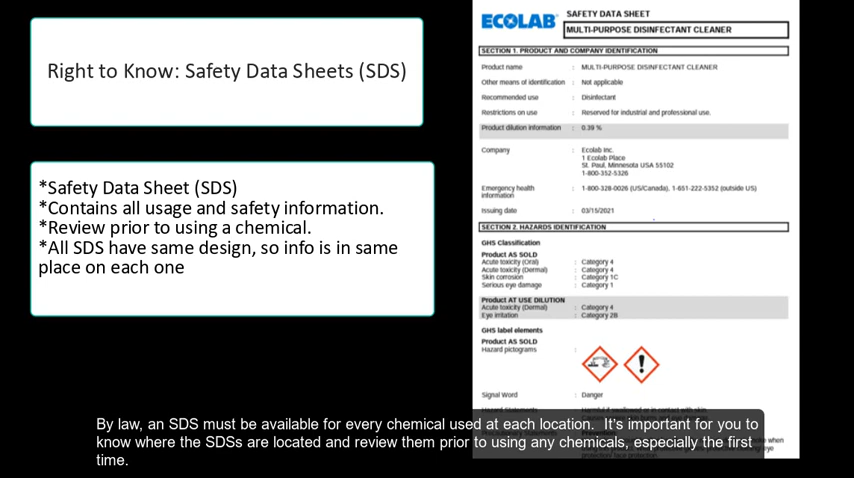 Right to Know: Safety Data Sheets (SDS)
*Safety Data Sheet (SDS)
*Contains all usage and safety information.
*Review prior to using a chemical.
*All SDS have same design, so info is in same
place on each one
ECOLAB
SAFETY DATA SHEET
MULTI-PURPOSE DISINFECTANT CLEANER
SECTION 1. PRODUCT AND COMPANY IDENTIFICATION
Product name : MULTI-PURPOSE DISINFECTANT CLEANER
Other means of identification : Not applicable
Recommended use : Disinfectant
Restrictions on use : Reserved for industrial and professional use.
Product dilution information : 0.39 %
Company : Ecolab Inc.
1 Ecolab Place
St. Paul, Minnesota USA 55102
1-800-352-5326
Emergency health : 1-800-328-0026 (US/Canada), 1-651-222-5352 (outside US)
information
Issuing date : 03/15/2021
SECTION 2. HAZARDS IDENTIFICATION
GHS Classification
Product AS SOLD
Acute toxicity (Oral) : Category 4
Acute toxicity (Dermal) : Category 4
Skin corrosion : Category 1C
Serious eye damage : Category 1
Product AT USE DILUTION
Acute toxicity (Dermal) : Category 4
Eye irritation : Category 2B
GHS label elements
Product AS SOLD
Hazard pictograms :
Signal Word : Danger
By law, an SDS must be available for every chemical used at each location. It's important for you to
know where the SDSs are located and review them prior to using any chemicals, especially the first
time.